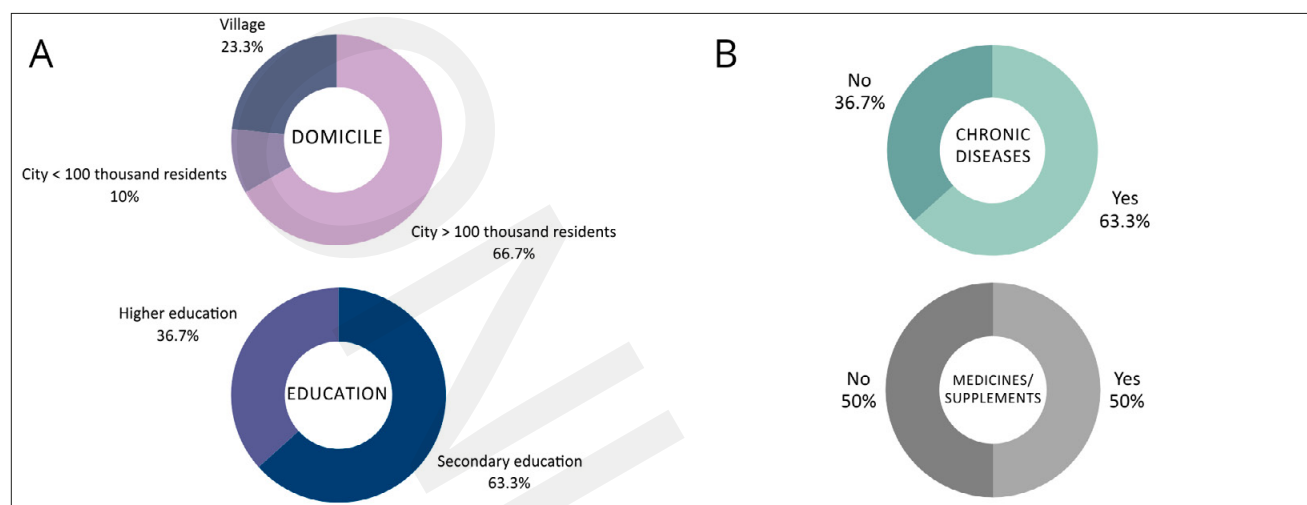 A
Village
23.3%
DOMICILE
City < 100 thousand residents
10%
City > 100 thousand residents
66.7%
Higher education
36.7%
EDUCATION
Secondary education
63.3%
B
No
36.7%
CHRONIC
DISEASES
Yes
63.3%
No
50%
MEDICINES/
SUPPLEMENTS
Yes
50%